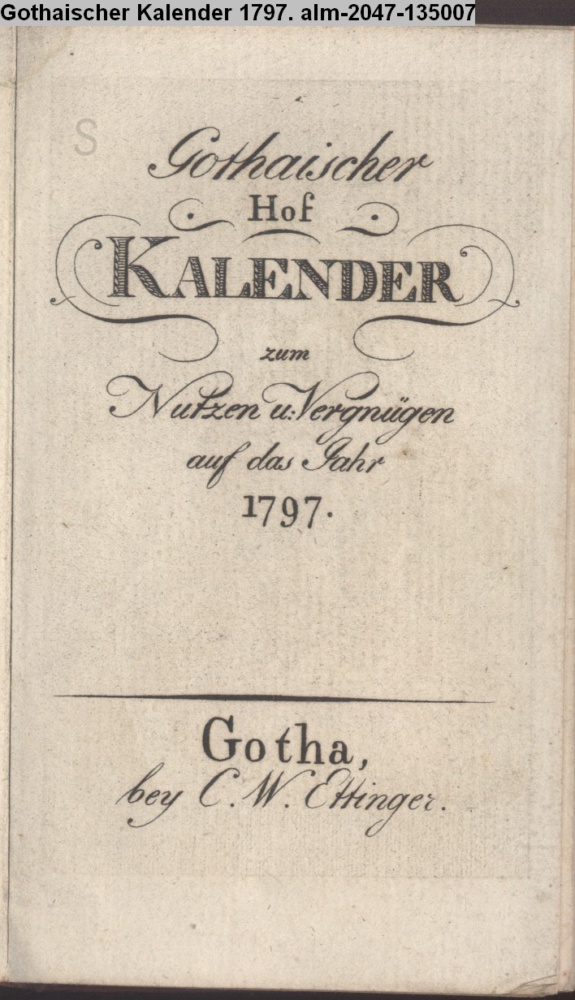 Gothaischer Kalender 1797. alm-2047-135007
S
Gothaischer
Hof
KALENDER
zum
Nutzen u: Vergnügen
auf das Jahr
1797.
Gotha,
bey C. W. Ettinger.